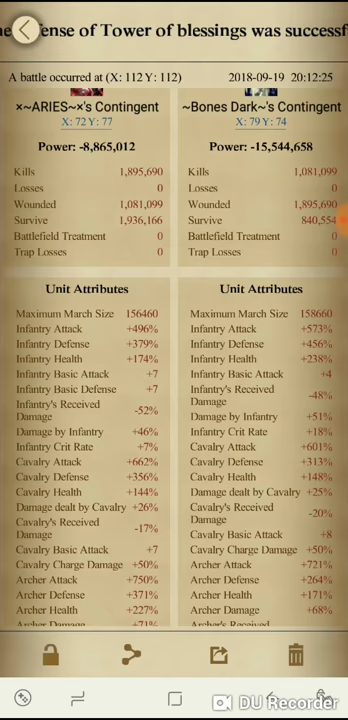 ense of Tower of blessings was successf
A battle occurred at (X: 112 Y: 112) 2018-09-19 20:12:25
×~ARIES~×'s Contingent
X: 72 Y: 77
Power: -8,865,012
Kills 1,895,690
Losses 0
Wounded 1,081,099
Survive 1,936,166
Battlefield Treatment 0
Trap Losses 0
~Bones Dark~'s Contingent
X: 79 Y: 74
Power: -15,544,658
Kills 1,081,099
Losses 0
Wounded 1,895,690
Survive 840,554
Battlefield Treatment 0
Trap Losses 0
Unit Attributes
Maximum March Size 156460
Infantry Attack +496%
Infantry Defense +379%
Infantry Health +174%
Infantry Basic Attack +7
Infantry Basic Defense +7
Infantry's Received
Damage -52%
Damage by Infantry +46%
Infantry Crit Rate +7%
Cavalry Attack +662%
Cavalry Defense +356%
Cavalry Health +144%
Damage dealt by Cavalry +26%
Cavalry's Received
Damage -17%
Cavalry Basic Attack +7
Cavalry Charge Damage +50%
Archer Attack +750%
Archer Defense +371%
Archer Health +227%
Archer Damage +71%
Unit Attributes
Maximum March Size 158660
Infantry Attack +573%
Infantry Defense +456%
Infantry Health +238%
Infantry Basic Attack +4
Infantry's Received
Damage -48%
Damage by Infantry +51%
Infantry Crit Rate +18%
Cavalry Attack +601%
Cavalry Defense +313%
Cavalry Health +148%
Damage dealt by Cavalry +25%
Cavalry's Received
Damage -20%
Cavalry Basic Attack +8
Cavalry Charge Damage +50%
Archer Attack +721%
Archer Defense +264%
Archer Health +171%
Archer Damage +68%
Archer's Received
DU Recorder